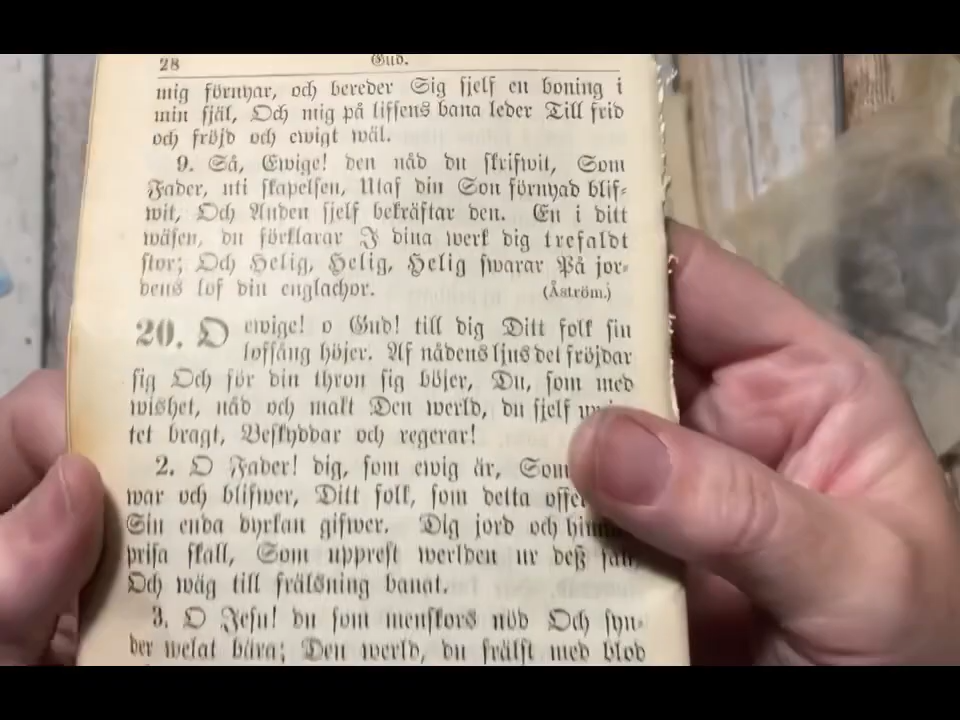 28 Gud.
mig förnyar, och bereder Sig sjelf en boning i
min själ, Och mig på lifsens bana leder Till frid
och fröjd och ewigt wäl.
9. Så, Ewige! den nåd du skrifwit, Som
Fader, uti skapelsen, Utaf din Son förnyad blif-
wit, Och Anden sjelf bekräftar den. En i ditt
wäsen, du förklarar I dina werk dig trefaldt
stor; Och Helig, Helig, Helig swarar På jor-
dens lof din englachor. (Åström.)
20. O ewige! o Gud! till dig Ditt folk sin
lofsång höjer. Af nådens ljus det fröjdar
sig Och för din thron sig böjer, Du, som med
wishet, nåd och makt Den werld, du sjelf
tet bragt, Beskyddar och regerar!
2. O Fader! dig, som ewig är,
war och blifwer, Ditt folk, som detta
Sin enda dyrkan gifwer. Dig jord och
prisa skall, Som upprest werlden ur deß
Och wäg till frälsning banat.
3. O Jesu! du som menskors nöd Och syn-
der welat bära; Den werld, du frälst med blod